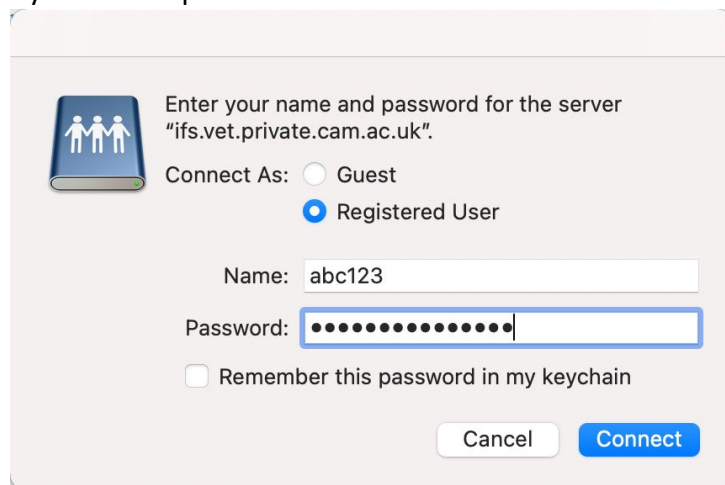 Enter your name and password for the server
“ifs.vet.private.cam.ac.uk”.
Connect As: Guest
Registered User
Name: abc123
Password: ●●●●●●●●●●●●●●●
Remember this password in my keychain
Cancel Connect